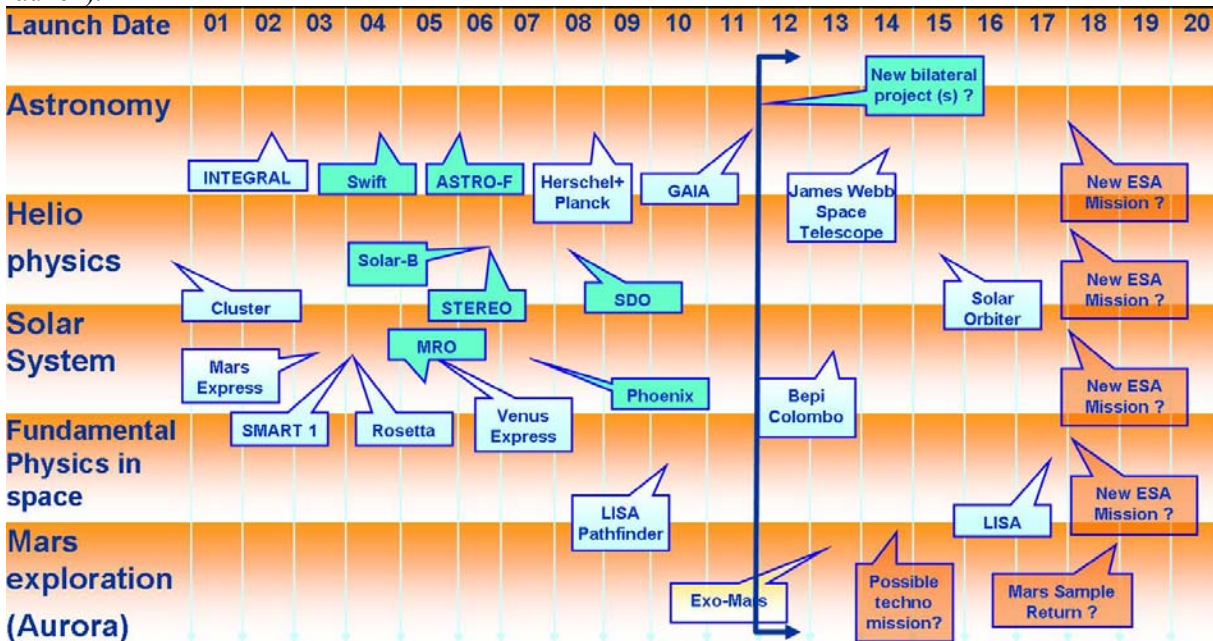 Launch Date 01 02 03 04 05 06 07 08 09 10 11 12 13 14 15 16 17 18 19 20
New bilateral
project (s) ?
Astronomy
INTEGRAL
Swift
ASTRO-F
Herschel+
Planck
GAIA
James Webb
Space
Telescope
New ESA
Mission ?
Helio
physics
Cluster
Solar-B
STEREO
SDO
Solar
Orbiter
New ESA
Mission ?
Solar
System
Mars
Express
SMART 1
Rosetta
MRO
Venus
Express
Phoenix
Bepi
Colombo
New ESA
Mission ?
Fundamental
Physics in
space
LISA
Pathfinder
LISA
New ESA
Mission ?
Mars
exploration
(Aurora)
Exo-Mars
Possible
techno
mission?
Mars Sample
Return ?